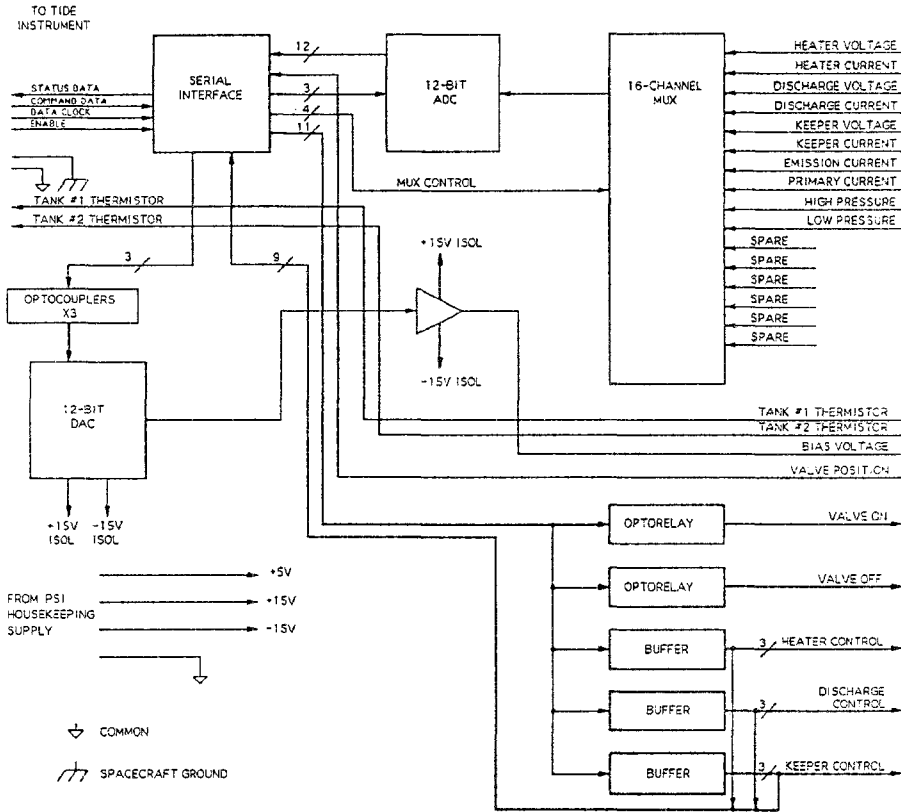 TO TIDE
INSTRUMENT
STATUS DATA
COMMAND DATA
DATA CLOCK
ENABLE
SERIAL
INTERFACE
12
3
4
11
12-BIT
ADC
16-CHANNEL
MUX
HEATER VOLTAGE
HEATER CURRENT
DISCHARGE VOLTAGE
DISCHARGE CURRENT
KEEPER VOLTAGE
KEEPER CURRENT
EMISSION CURRENT
PRIMARY CURRENT
HIGH PRESSURE
LOW PRESSURE
SPARE
SPARE
SPARE
SPARE
SPARE
SPARE
MUX CONTROL
TANK #1 THERMISTOR
TANK #2 THERMISTOR
3
9
OPTOCOUPLERS
X3
+15V ISOL
-15V ISOL
12-BIT
DAC
+15V
ISOL
-15V
ISOL
TANK #1 THERMISTOR
TANK #2 THERMISTOR
BIAS VOLTAGE
VALVE POSITION
OPTORELAY
VALVE ON
OPTORELAY
VALVE OFF
BUFFER
3
HEATER CONTROL
BUFFER
3
DISCHARGE
CONTROL
BUFFER
3
KEEPER CONTROL
FROM PSI
HOUSEKEEPING
SUPPLY
+5V
+15V
-15V
COMMON
SPACECRAFT GROUND